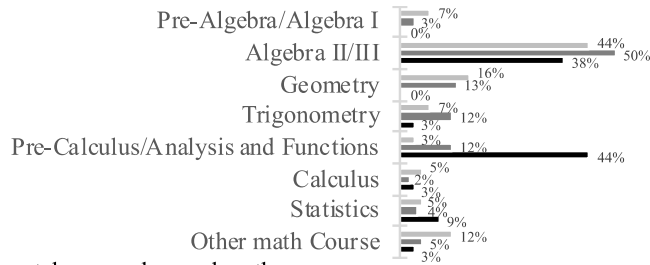 Pre-Algebra/Algebra I 7%
3%
0%
Algebra II/III 44%
50%
38%
Geometry 16%
13%
0%
Trigonometry 7%
12%
3%
Pre-Calculus/Analysis and Functions 3%
12%
44%
Calculus 5%
2%
3%
Statistics 5%
4%
9%
Other math Course 12%
5%
3%